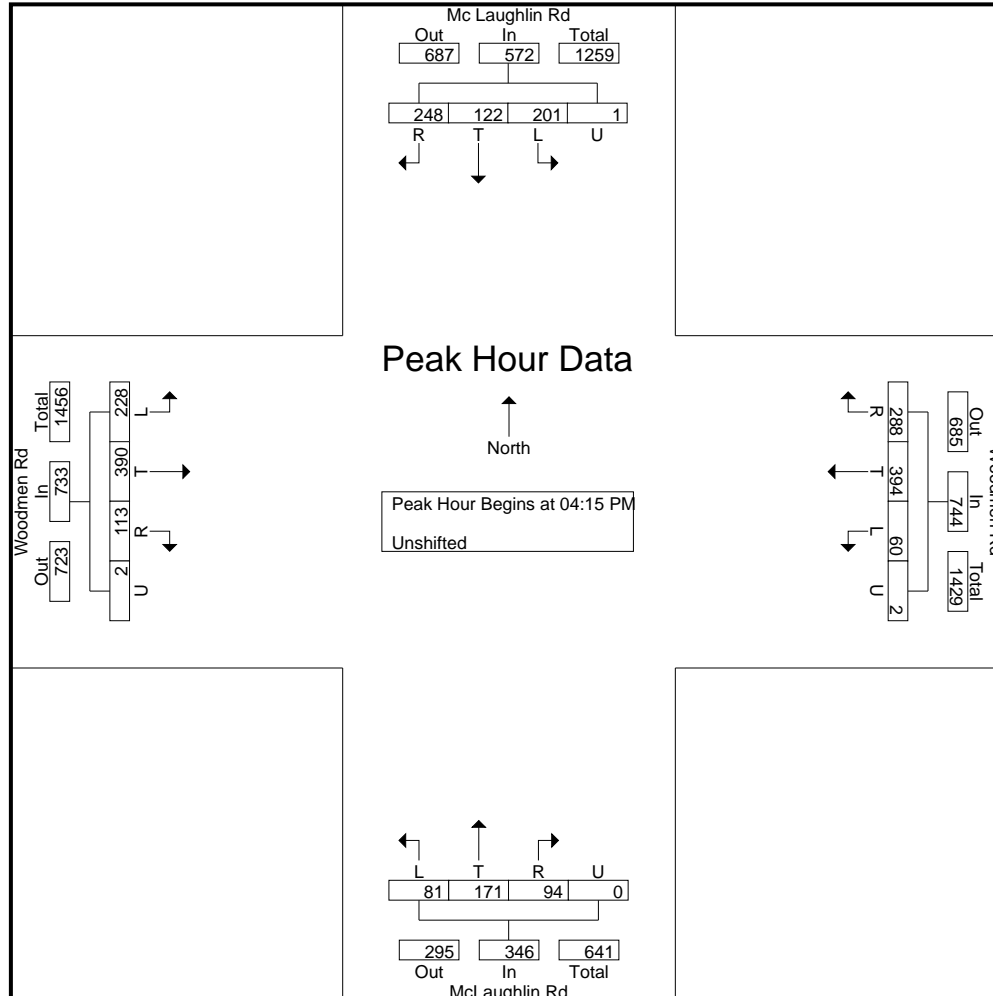 Mc Laughlin Rd
Out In Total
687 572 1259
248 122 201 1
R T L U
Peak Hour Data
North
Peak Hour Begins at 04:15 PM
Unshifted
Woodmen Rd
Total In Out
1456 733 723
228 390 113 2
L T R U
Out In Total
685 744 1429
288 394 60 2
R T L U
L T R U
81 171 94 0
295 346 641
Out In Total
McLaughlin Rd